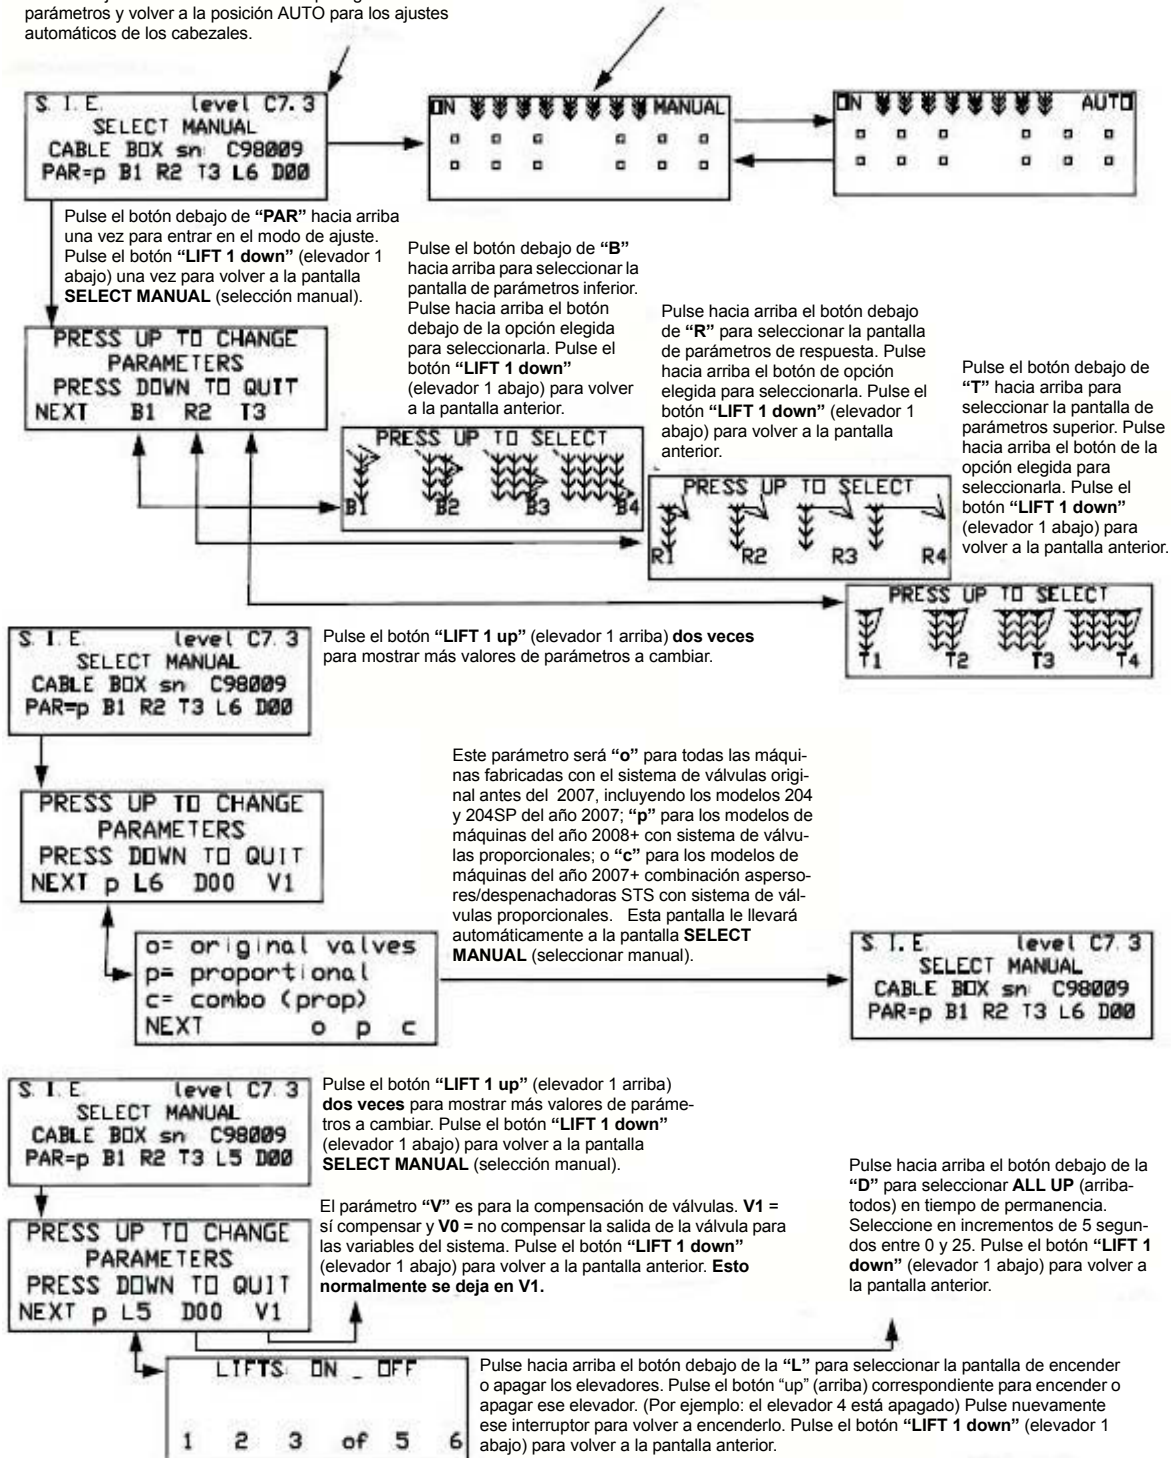 parámetros y volver a la posición AUTO para los ajustes
automáticos de los cabezales.
S. I. E. level C7.3
SELECT MANUAL
CABLE BOX sn: C98009
PAR=p B1 R2 T3 L6 D00
ON MANUAL
ON AUTO
Pulse el botón debajo de “PAR” hacia arriba
una vez para entrar en el modo de ajuste.
Pulse el botón “LIFT 1 down” (elevador 1
abajo) una vez para volver a la pantalla
SELECT MANUAL (selección manual).
Pulse el botón debajo de “B”
hacia arriba para seleccionar la
pantalla de parámetros inferior.
Pulse hacia arriba el botón
debajo de la opción elegida
para seleccionarla. Pulse el
botón “LIFT 1 down”
(elevador 1 abajo) para volver
a la pantalla anterior.
Pulse hacia arriba el botón debajo
de “R” para seleccionar la pantalla
de parámetros de respuesta. Pulse
hacia arriba el botón de opción
elegida para seleccionarla. Pulse el
botón “LIFT 1 down” (elevador 1
abajo) para volver a la pantalla
anterior.
Pulse el botón debajo de
“T” hacia arriba para
seleccionar la pantalla de
parámetros superior. Pulse
hacia arriba el botón de la
opción elegida para
seleccionarla. Pulse el
botón “LIFT 1 down”
(elevador 1 abajo) para
volver a la pantalla anterior.
PRESS UP TO CHANGE
PARAMETERS
PRESS DOWN TO QUIT
NEXT B1 R2 T3
PRESS UP TO SELECT
B1 B2 B3 B4
PRESS UP TO SELECT
R1 R2 R3 R4
PRESS UP TO SELECT
T1 T2 T3 T4
S. I. E. level C7.3
SELECT MANUAL
CABLE BOX sn C98009
PAR=p B1 R2 T3 L6 D00
Pulse el botón “LIFT 1 up” (elevador 1 arriba) dos veces
para mostrar más valores de parámetros a cambiar.
PRESS UP TO CHANGE
PARAMETERS
PRESS DOWN TO QUIT
NEXT p L6 D00 V1
Este parámetro será “o” para todas las máqui-
nas fabricadas con el sistema de válvulas origi-
nal antes del 2007, incluyendo los modelos 204
y 204SP del año 2007; “p” para los modelos de
máquinas del año 2008+ con sistema de válvu-
las proporcionales; o “c” para los modelos de
máquinas del año 2007+ combinación asperso-
res/despenachadoras STS con sistema de vál-
vulas proporcionales. Esta pantalla le llevará
automáticamente a la pantalla SELECT
MANUAL (seleccionar manual).
o= original valves
p= proportional
c= combo (prop)
NEXT o p c
S. I. E. level C7.3
SELECT MANUAL
CABLE BOX sn: C98009
PAR=p B1 R2 T3 L6 D00
S. I. E. level C7.3
SELECT MANUAL
CABLE BOX sn C98009
PAR=p B1 R2 T3 L5 D00
Pulse el botón “LIFT 1 up” (elevador 1 arriba)
dos veces para mostrar más valores de paráme-
tros a cambiar. Pulse el botón “LIFT 1 down”
(elevador 1 abajo) para volver a la pantalla
SELECT MANUAL (selección manual).
El parámetro “V” es para la compensación de válvulas. V1 =
sí compensar y V0 = no compensar la salida de la válvula para
las variables del sistema. Pulse el botón “LIFT 1 down”
(elevador 1 abajo) para volver a la pantalla anterior. Esto
normalmente se deja en V1.
Pulse hacia arriba el botón debajo de la
“D” para seleccionar ALL UP (arriba-
todos) en tiempo de permanencia.
Seleccione en incrementos de 5 segun-
dos entre 0 y 25. Pulse el botón “LIFT 1
down” (elevador 1 abajo) para volver a
la pantalla anterior.
PRESS UP TO CHANGE
PARAMETERS
PRESS DOWN TO QUIT
NEXT p L5 D00 V1
LIFTS: ON _ OFF
1 2 3 of 5 6
Pulse hacia arriba el botón debajo de la “L” para seleccionar la pantalla de encender
o apagar los elevadores. Pulse el botón “up” (arriba) correspondiente para encender o
apagar ese elevador. (Por ejemplo: el elevador 4 está apagado) Pulse nuevamente
ese interruptor para volver a encenderlo. Pulse el botón “LIFT 1 down” (elevador 1
abajo) para volver a la pantalla anterior.